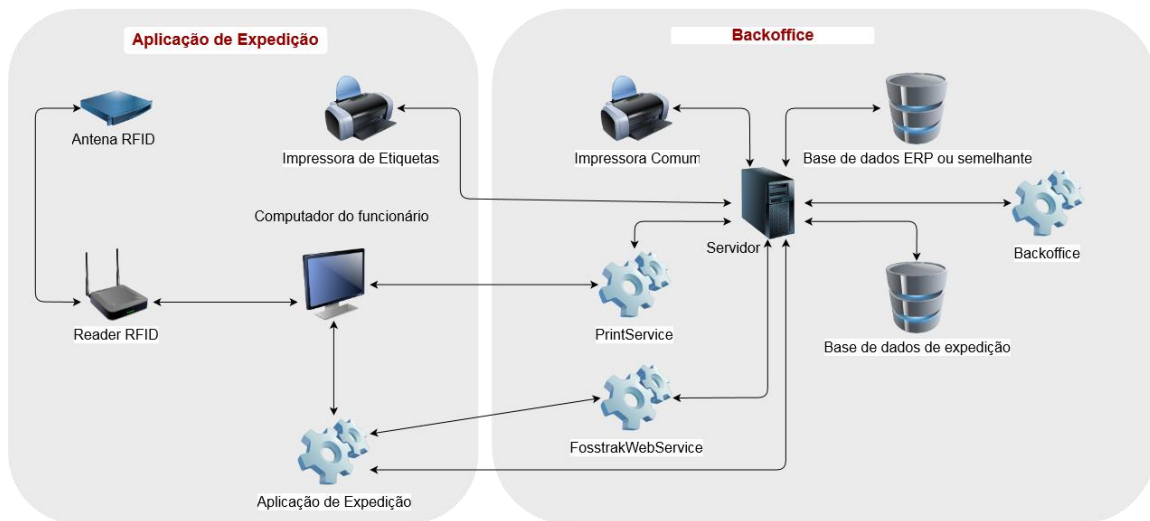 Aplicação de Expedição
Backoffice
Antena RFID
Impressora de Etiquetas
Impressora Comum
Base de dados ERP ou semelhante
Computador do funcionário
Servidor
Backoffice
Reader RFID
PrintService
Base de dados de expedição
FosstrakWebService
Aplicação de Expedição